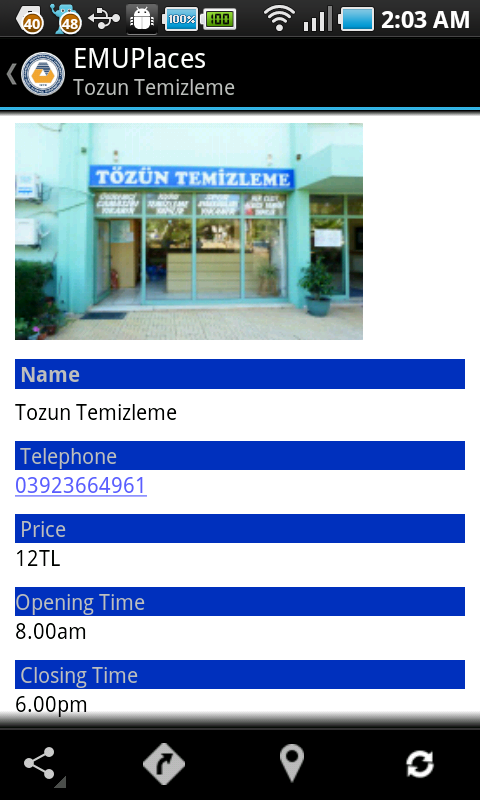 40
48
100%
100
2:03 AM
EMUPlaces
Tozun Temizleme
TÖZÜN TEMİZLEME
Name
Tozun Temizleme
Telephone
03923664961
Price
12TL
Opening Time
8.00am
Closing Time
6.00pm